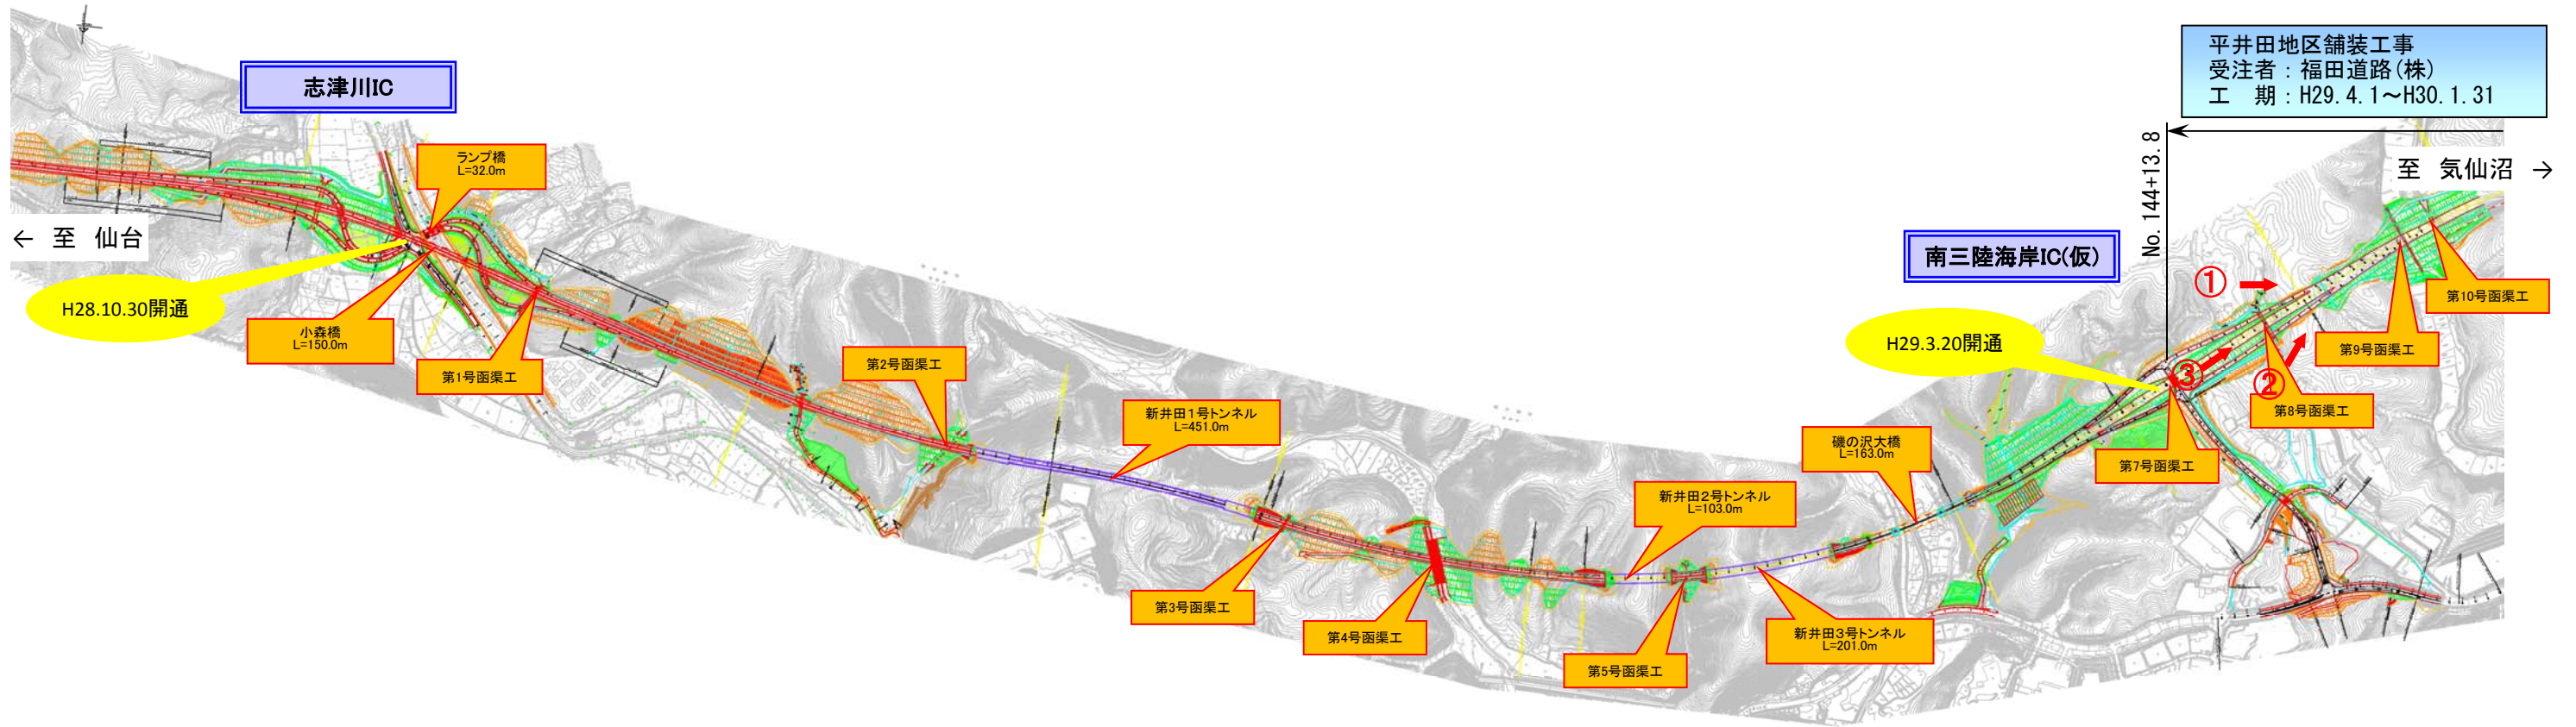 平井田地区舗装工事
受注者：福田道路(株)
工　期：H29.4.1～H30.1.31
志津川IC
ランプ橋
L=32.0m
No.144+13.8
至 気仙沼 →
← 至 仙台
南三陸海岸IC(仮)
①
H28.10.30開通
第10号函渠工
小森橋
L=150.0m
H29.3.20開通
第9号函渠工
第1号函渠工
第2号函渠工
③
②
第8号函渠工
新井田1号トンネル
L=451.0m
磯の沢大橋
L=163.0m
第7号函渠工
新井田2号トンネル
L=103.0m
第3号函渠工
第4号函渠工
新井田3号トンネル
L=201.0m
第5号函渠工